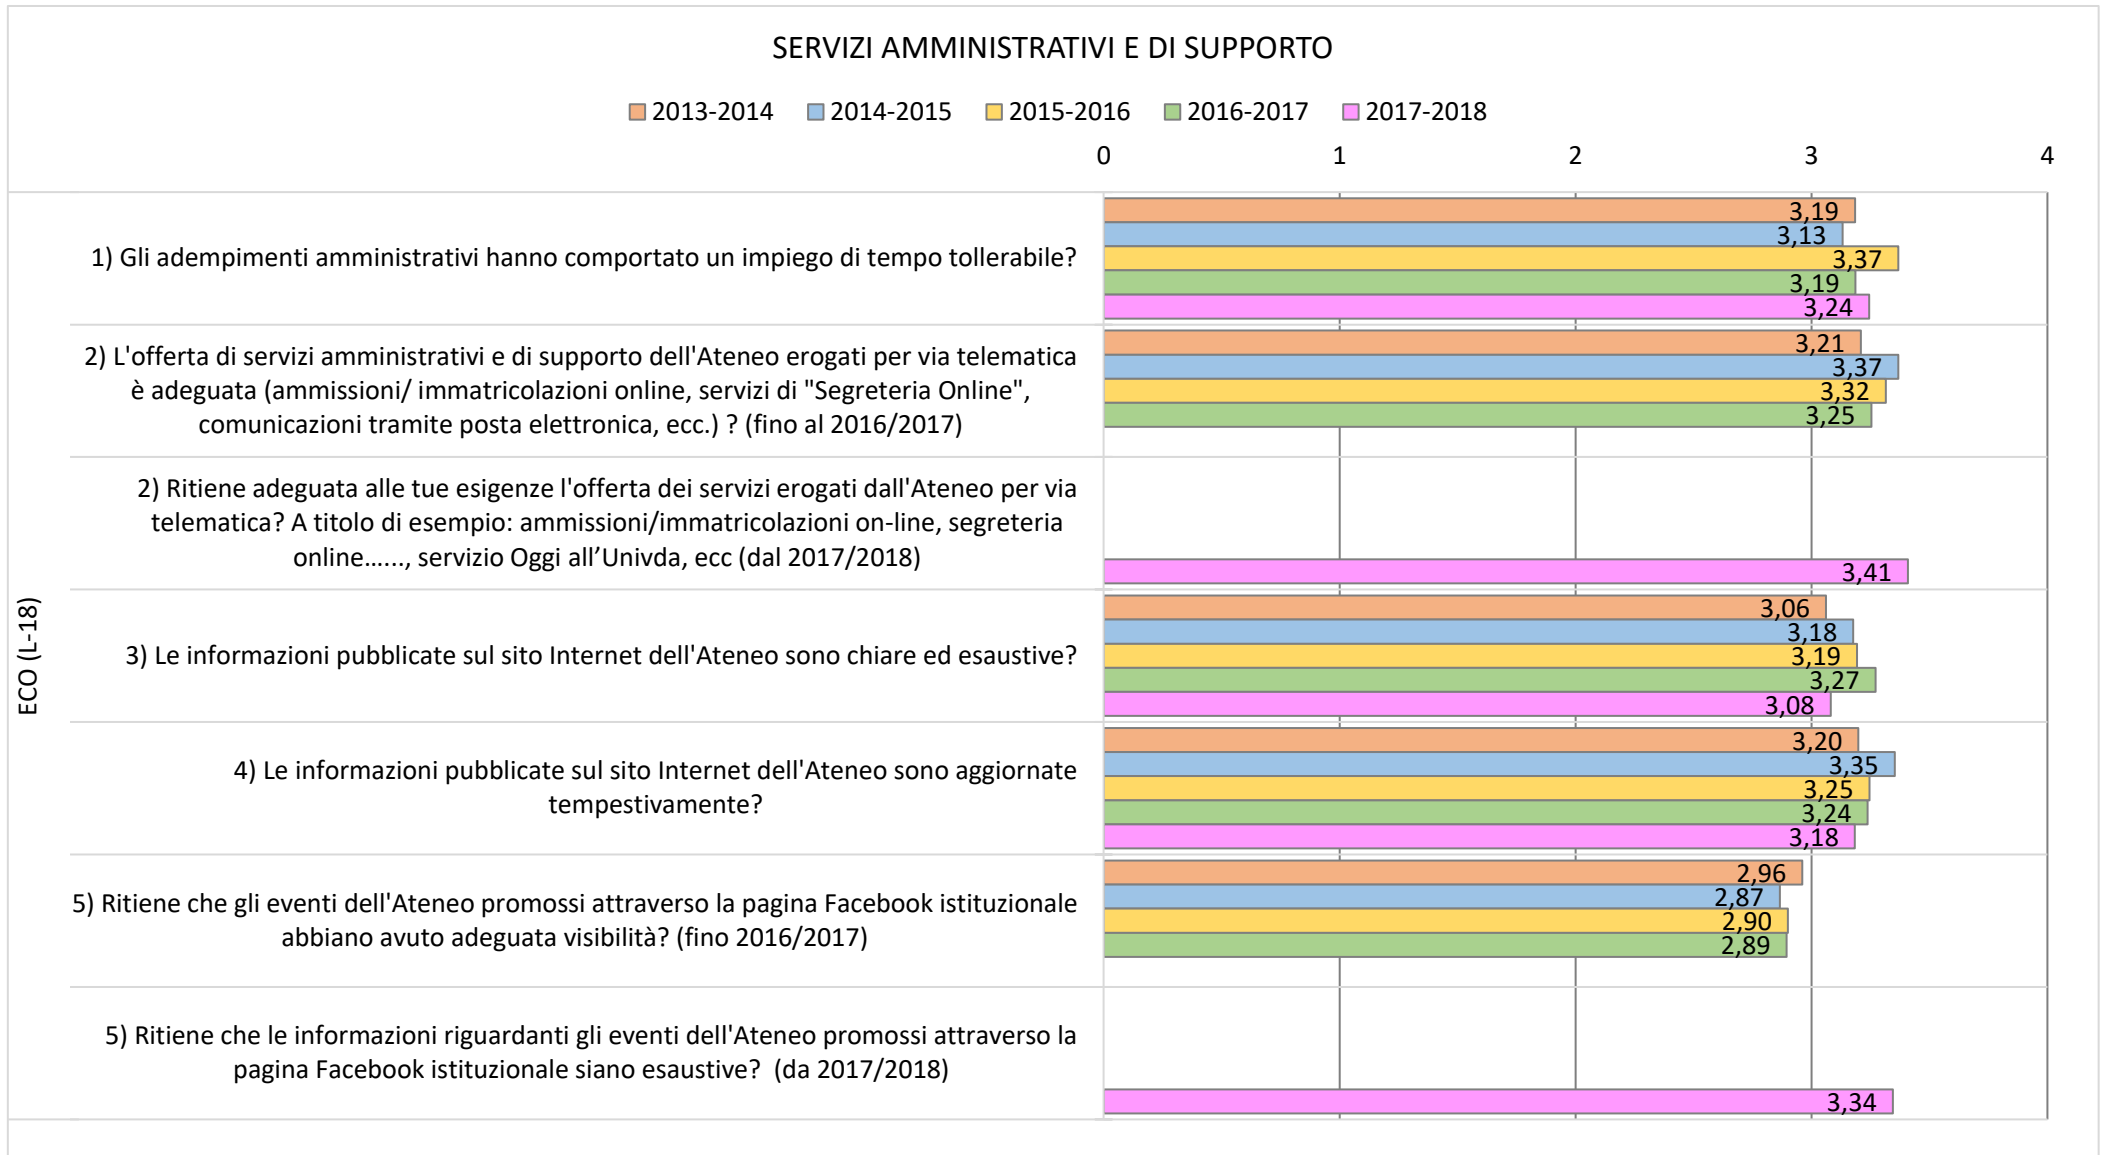 SERVIZI AMMINISTRATIVI E DI SUPPORTO
2013-2014 2014-2015 2015-2016 2016-2017 2017-2018
0 1 2 3 4
ECO (L-18)
1) Gli adempimenti amministrativi hanno comportato un impiego di tempo tollerabile?
3,19
3,13
3,37
3,19
3,24
2) L'offerta di servizi amministrativi e di supporto dell'Ateneo erogati per via telematica
è adeguata (ammissioni/ immatricolazioni online, servizi di "Segreteria Online",
comunicazioni tramite posta elettronica, ecc.) ? (fino al 2016/2017)
3,21
3,37
3,32
3,25
2) Ritiene adeguata alle tue esigenze l'offerta dei servizi erogati dall'Ateneo per via
telematica? A titolo di esempio: ammissioni/immatricolazioni on-line, segreteria
online…..., servizio Oggi all’Univda, ecc (dal 2017/2018)
3,41
3) Le informazioni pubblicate sul sito Internet dell'Ateneo sono chiare ed esaustive?
3,06
3,18
3,19
3,27
3,08
4) Le informazioni pubblicate sul sito Internet dell'Ateneo sono aggiornate
tempestivamente?
3,20
3,35
3,25
3,24
3,18
5) Ritiene che gli eventi dell'Ateneo promossi attraverso la pagina Facebook istituzionale
abbiano avuto adeguata visibilità? (fino 2016/2017)
2,96
2,87
2,90
2,89
5) Ritiene che le informazioni riguardanti gli eventi dell'Ateneo promossi attraverso la
pagina Facebook istituzionale siano esaustive?  (da 2017/2018)
3,34